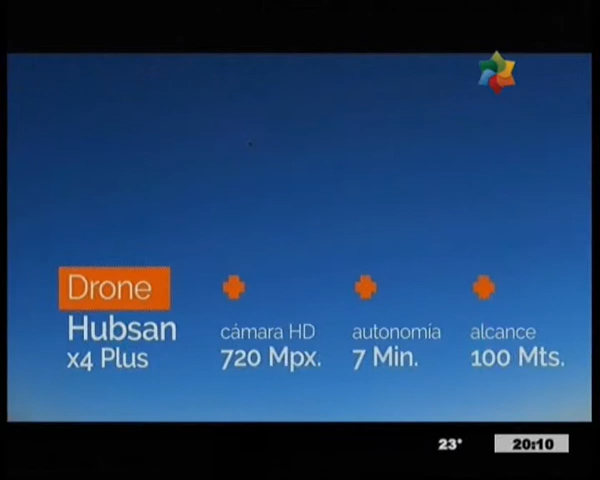 Drone
Hubsan
x4 Plus
cámara HD
720 Mpx.
autonomía
7 Min.
alcance
100 Mts.
23°
20:10